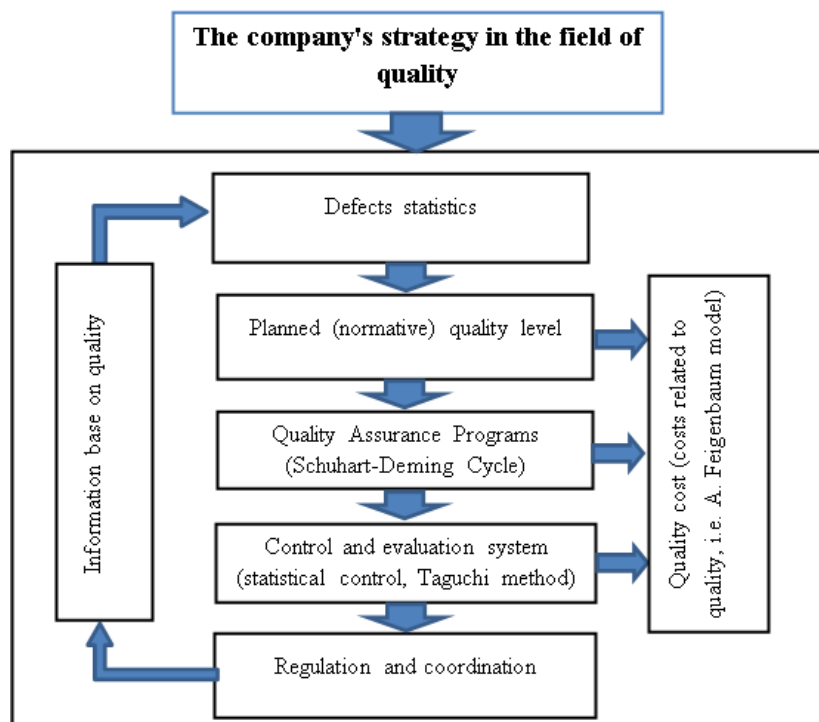 The company's strategy in the field of
quality
Defects statistics
Planned (normative) quality level
Quality Assurance Programs
(Schuhart-Deming Cycle)
Control and evaluation system
(statistical control, Taguchi method)
Regulation and coordination
Information base on quality
Quality cost (costs related to
quality, i.e. A. Feigenbaum model)